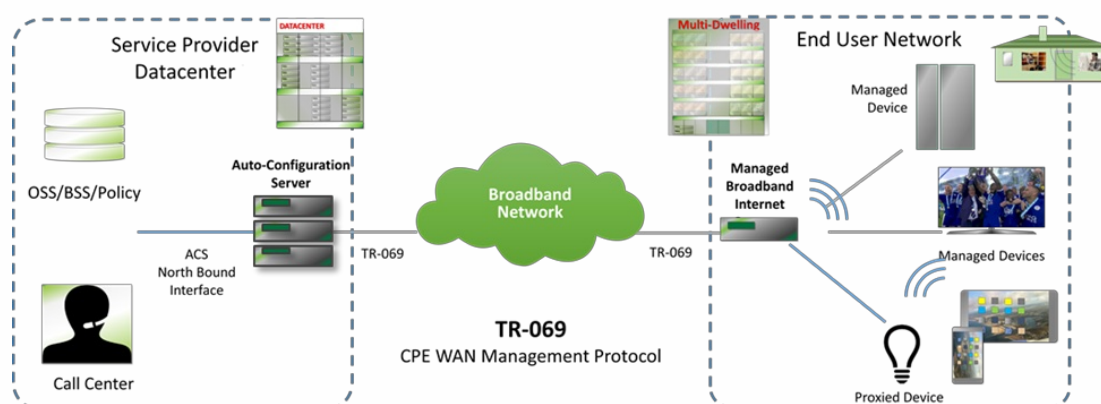 Service Provider
Datacenter
DATACENTER
OSS/BSS/Policy
Auto-Configuration
Server
ACS
North Bound
Interface
Call Center
TR-069
Broadband
Network
TR-069
TR-069
CPE WAN Management Protocol
Multi-Dwelling
End User Network
Managed
Device
Managed
Broadband
Internet
Managed Devices
Proxied Device